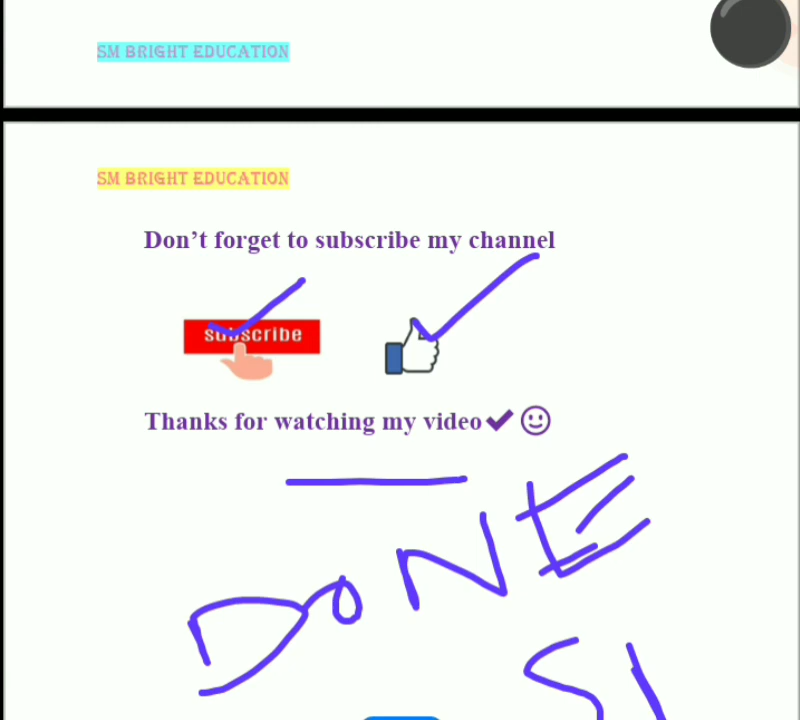 SM BRIGHT EDUCATION
SM BRIGHT EDUCATION
Don’t forget to subscribe my channel
subscribe
Thanks for watching my video✔☺
DONE